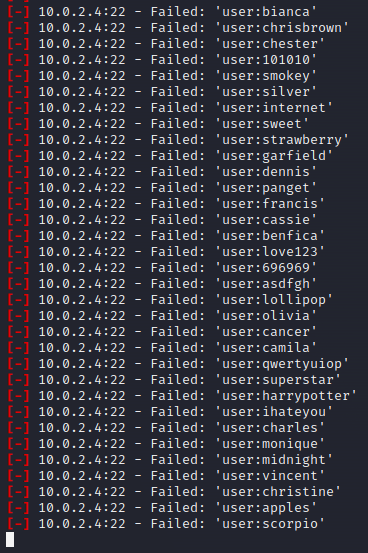 [-] 10.0.2.4:22 - Failed: 'user:bianca'
[-] 10.0.2.4:22 - Failed: 'user:chrisbrown'
[-] 10.0.2.4:22 - Failed: 'user:chester'
[-] 10.0.2.4:22 - Failed: 'user:101010'
[-] 10.0.2.4:22 - Failed: 'user:smokey'
[-] 10.0.2.4:22 - Failed: 'user:silver'
[-] 10.0.2.4:22 - Failed: 'user:internet'
[-] 10.0.2.4:22 - Failed: 'user:sweet'
[-] 10.0.2.4:22 - Failed: 'user:strawberry'
[-] 10.0.2.4:22 - Failed: 'user:garfield'
[-] 10.0.2.4:22 - Failed: 'user:dennis'
[-] 10.0.2.4:22 - Failed: 'user:panget'
[-] 10.0.2.4:22 - Failed: 'user:francis'
[-] 10.0.2.4:22 - Failed: 'user:cassie'
[-] 10.0.2.4:22 - Failed: 'user:benfica'
[-] 10.0.2.4:22 - Failed: 'user:love123'
[-] 10.0.2.4:22 - Failed: 'user:696969'
[-] 10.0.2.4:22 - Failed: 'user:asdfgh'
[-] 10.0.2.4:22 - Failed: 'user:lollipop'
[-] 10.0.2.4:22 - Failed: 'user:olivia'
[-] 10.0.2.4:22 - Failed: 'user:cancer'
[-] 10.0.2.4:22 - Failed: 'user:camila'
[-] 10.0.2.4:22 - Failed: 'user:qwertyuiop'
[-] 10.0.2.4:22 - Failed: 'user:superstar'
[-] 10.0.2.4:22 - Failed: 'user:harrypotter'
[-] 10.0.2.4:22 - Failed: 'user:ihateyou'
[-] 10.0.2.4:22 - Failed: 'user:charles'
[-] 10.0.2.4:22 - Failed: 'user:monique'
[-] 10.0.2.4:22 - Failed: 'user:midnight'
[-] 10.0.2.4:22 - Failed: 'user:vincent'
[-] 10.0.2.4:22 - Failed: 'user:christine'
[-] 10.0.2.4:22 - Failed: 'user:apples'
[-] 10.0.2.4:22 - Failed: 'user:scorpio'